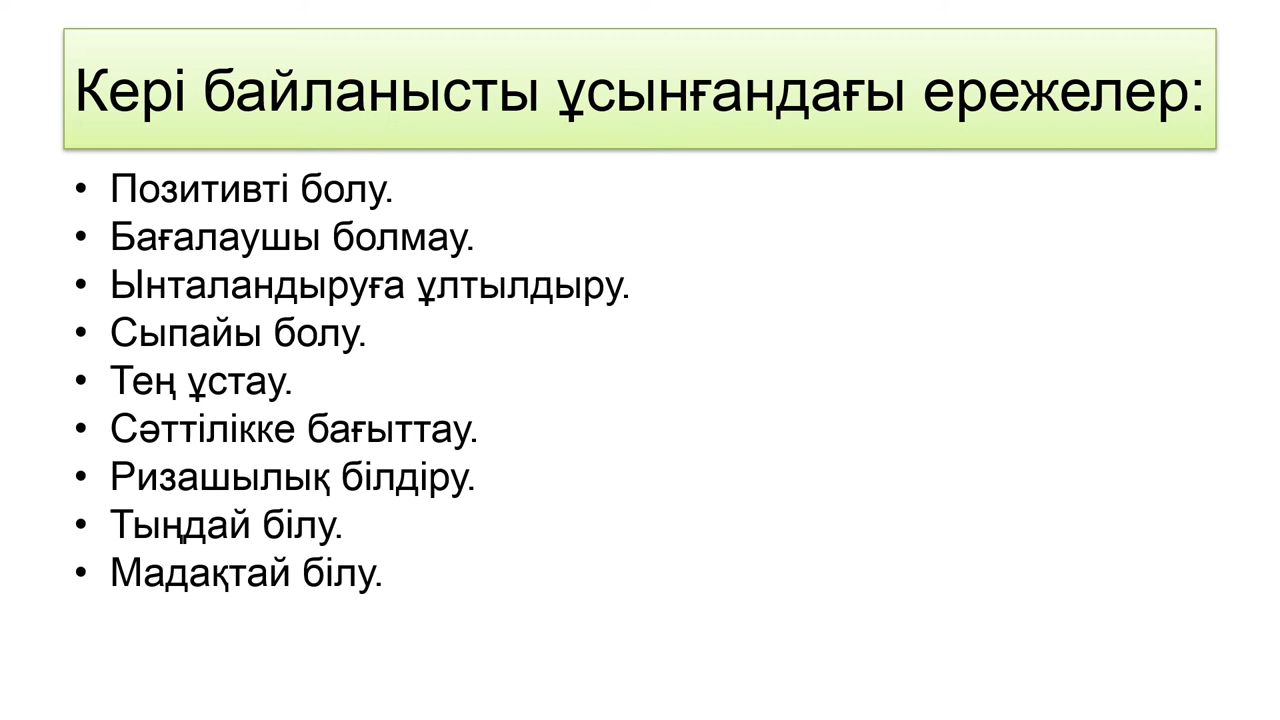 Кері байланысты ұсынғандағы ережелер:
• Позитивті болу.
• Бағалаушы болмау.
• Ынталандыруға ұлтылдыру.
• Сыпайы болу.
• Тең ұстау.
• Сәттілікке бағыттау.
• Ризашылық білдіру.
• Тыңдай білу.
• Мадақтай білу.